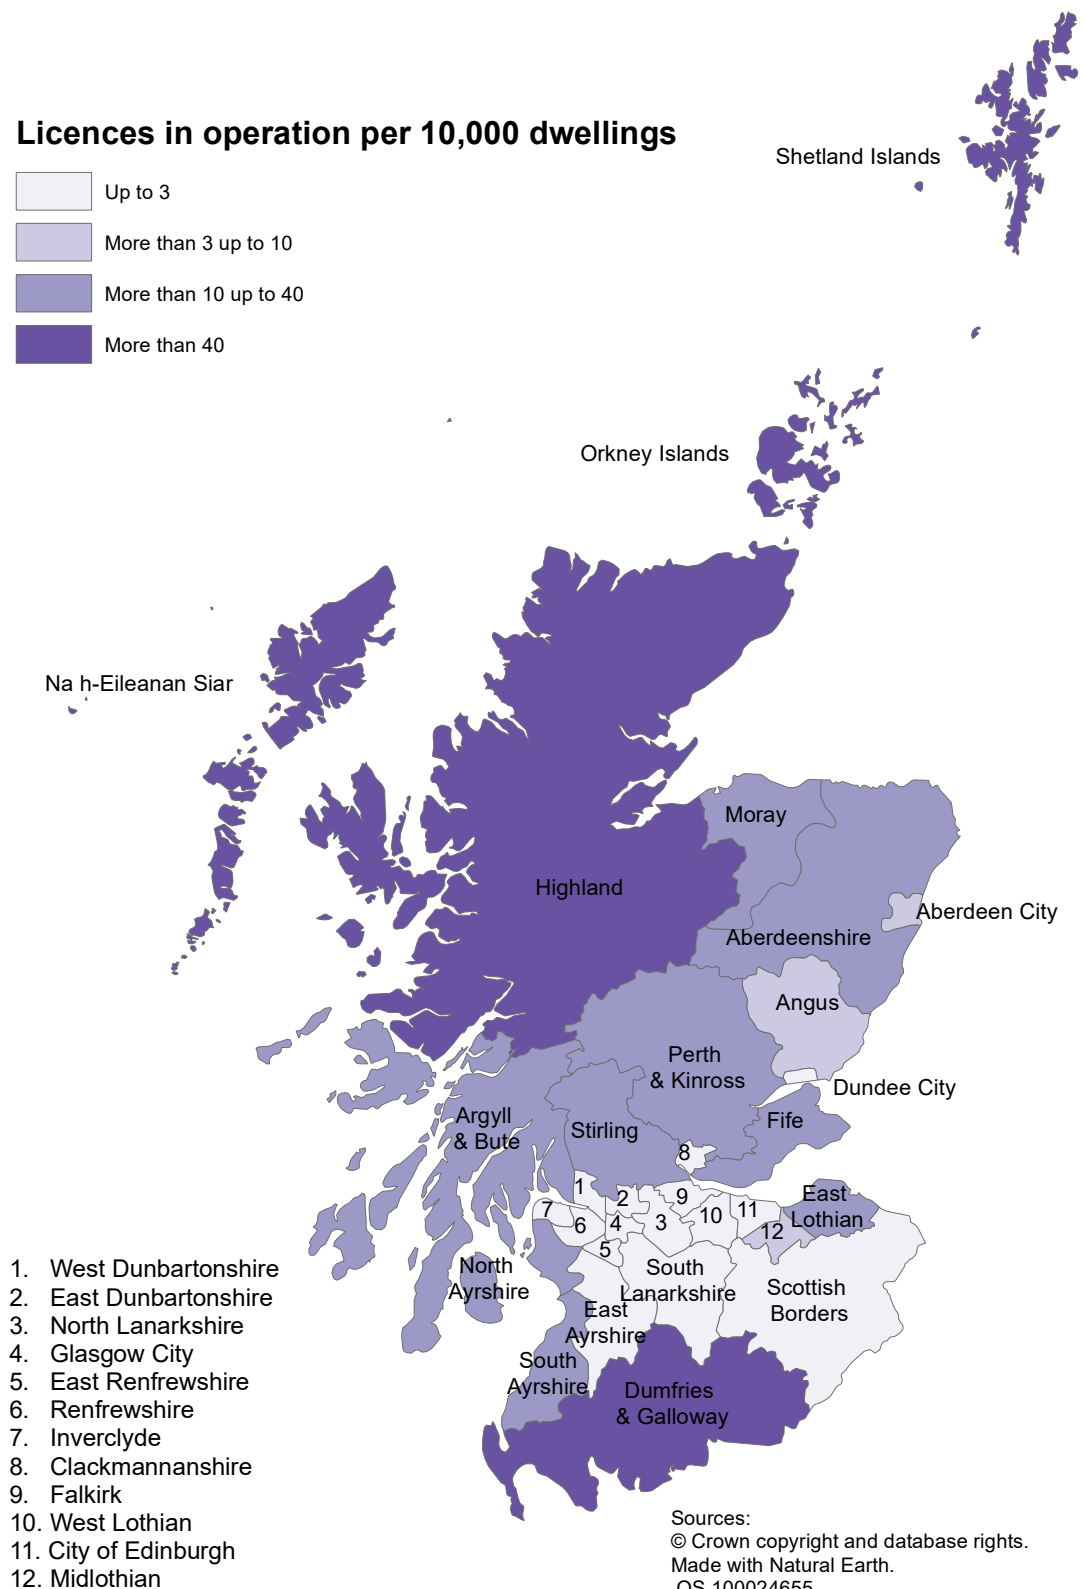 Licences in operation per 10,000 dwellings
Up to 3
More than 3 up to 10
More than 10 up to 40
More than 40
Shetland Islands
Orkney Islands
Na h-Eileanan Siar
Moray
Highland
Aberdeen City
Aberdeenshire
Angus
Perth
& Kinross
Dundee City
Argyll
& Bute
Stirling
Fife
8
1
2
9
East
Lothian
7
6
4
3
10
11
12
5
North
Ayrshire
South
Lanarkshire
Scottish
Borders
East
Ayrshire
South
Ayrshire
Dumfries
& Galloway
1. West Dunbartonshire
2. East Dunbartonshire
3. North Lanarkshire
4. Glasgow City
5. East Renfrewshire
6. Renfrewshire
7. Inverclyde
8. Clackmannanshire
9. Falkirk
10. West Lothian
11. City of Edinburgh
12. Midlothian
Sources:
© Crown copyright and database rights.
Made with Natural Earth.
OS 100024655